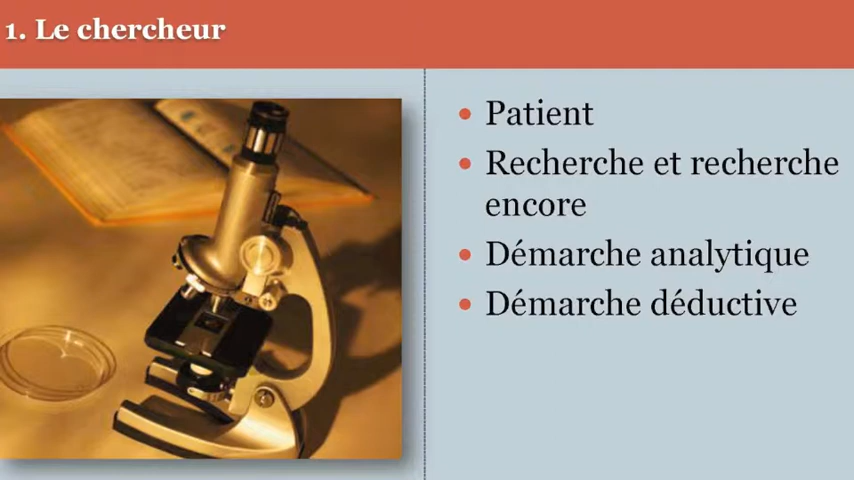 1. Le chercheur
Patient
Recherche et recherche
encore
Démarche analytique
Démarche déductive